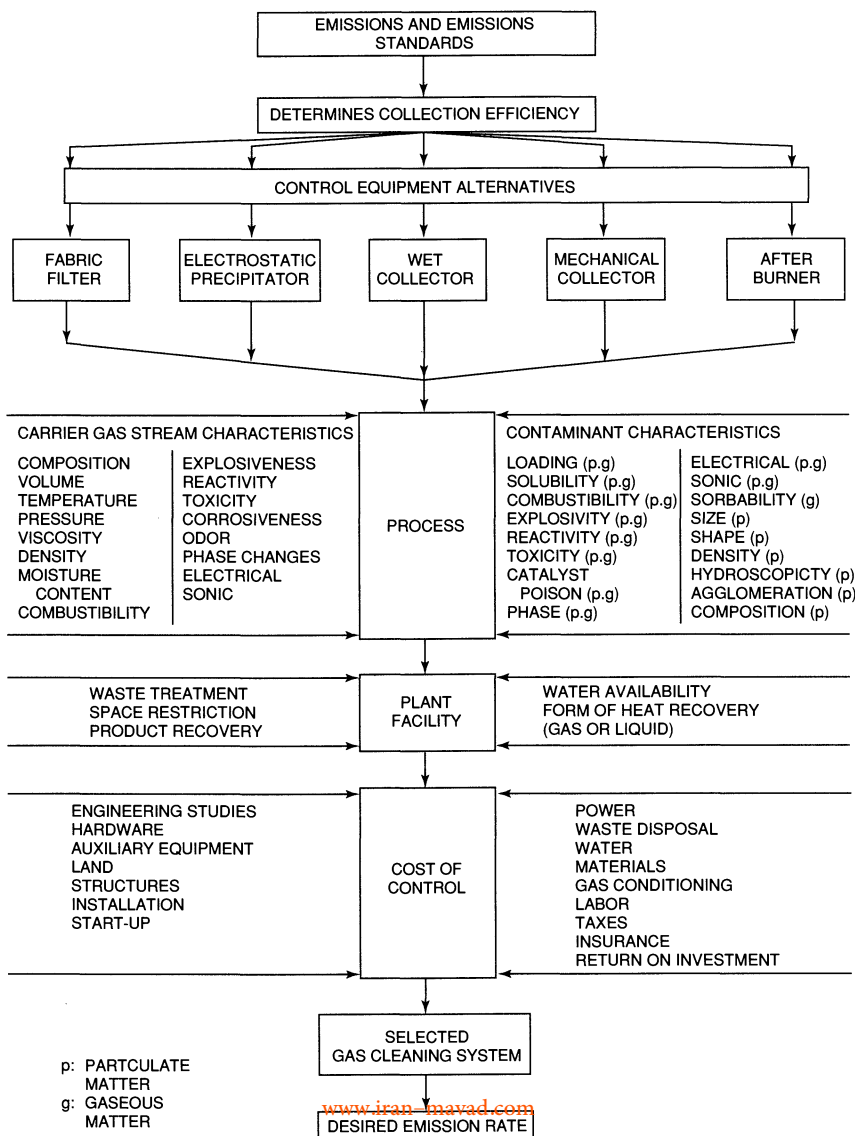 EMISSIONS AND EMISSIONS
STANDARDS
DETERMINES COLLECTION EFFICIENCY
CONTROL EQUIPMENT ALTERNATIVES
FABRIC
FILTER
ELECTROSTATIC
PRECIPITATOR
WET
COLLECTOR
MECHANICAL
COLLECTOR
AFTER
BURNER
CARRIER GAS STREAM CHARACTERISTICS
COMPOSITION
VOLUME
TEMPERATURE
PRESSURE
VISCOSITY
DENSITY
MOISTURE
CONTENT
COMBUSTIBILITY
EXPLOSIVENESS
REACTIVITY
TOXICITY
CORROSIVENESS
ODOR
PHASE CHANGES
ELECTRICAL
SONIC
PROCESS
CONTAMINANT CHARACTERISTICS
LOADING (p.g)
SOLUBILITY (p.g)
COMBUSTIBILITY (p.g)
EXPLOSIVITY (p.g)
REACTIVITY (p.g)
TOXICITY (p.g)
CATALYST
POISON (p.g)
PHASE (p.g)
ELECTRICAL (p.g)
SONIC (p.g)
SORBABILITY (g)
SIZE (p)
SHAPE (p)
DENSITY (p)
HYDROSCOPICTY (p)
AGGLOMERATION (p)
COMPOSITION (p)
WASTE TREATMENT
SPACE RESTRICTION
PRODUCT RECOVERY
PLANT
FACILITY
WATER AVAILABILITY
FORM OF HEAT RECOVERY
(GAS OR LIQUID)
ENGINEERING STUDIES
HARDWARE
AUXILIARY EQUIPMENT
LAND
STRUCTURES
INSTALLATION
START-UP
COST OF
CONTROL
POWER
WASTE DISPOSAL
WATER
MATERIALS
GAS CONDITIONING
LABOR
TAXES
INSURANCE
RETURN ON INVESTMENT
SELECTED
GAS CLEANING SYSTEM
p: PARTCULATE
MATTER
g: GASEOUS
MATTER
www.iran-mavad.com
DESIRED EMISSION RATE